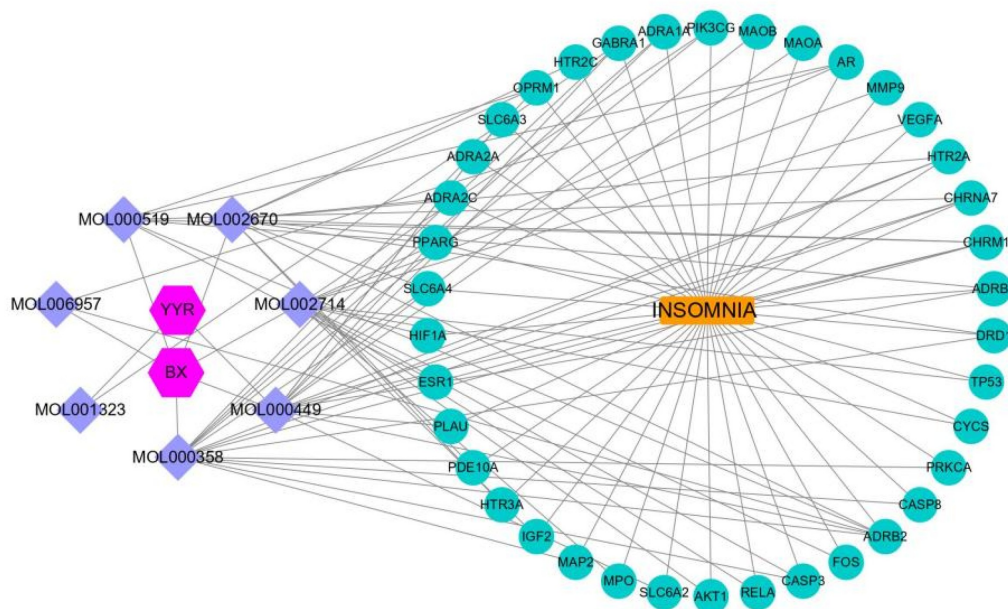 PIK3CG
ADRA1A
MAOB
GABRA1
MAOA
HTR2C
AR
OPRM1
MMP9
SLC6A3
VEGFA
ADRA2A
HTR2A
ADRA2C
CHRNA7
MOL000519
MOL002670
PPARG
CHRM1
SLC6A4
ADRB
MOL006957
YYR
MOL002714
INSOMNIA
HIF1A
DRD1
BX
ESR1
TP53
MOL001323
MOL000449
PLAU
CYCS
MOL000358
PDE10A
PRKCA
HTR3A
CASP8
IGF2
ADRB2
MAP2
FOS
MPO
CASP3
SLC6A2
AKT1
RELA